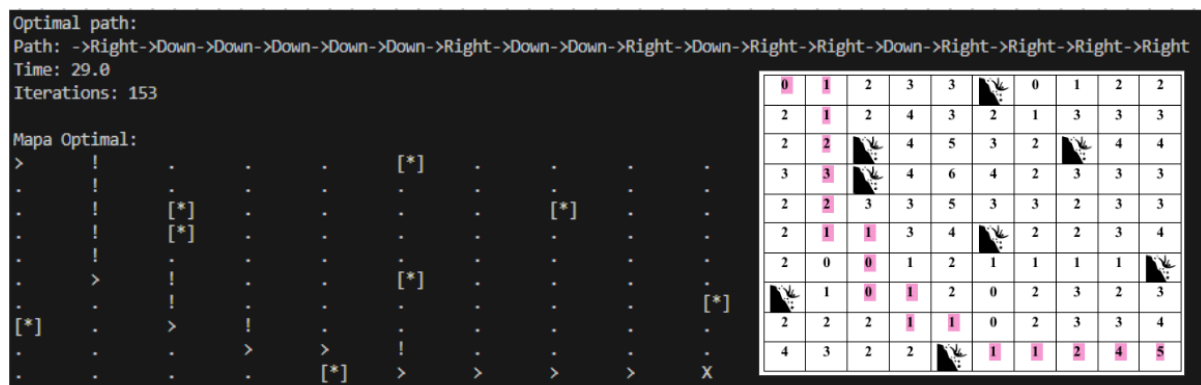 Optimal path:
Path: ->Right->Down->Down->Down->Down->Down->Right->Down->Down->Right->Down->Right->Right->Down->Right->Right->Right->Right
Time: 29.0
Iterations: 153
Mapa Optimal:
> ! . . . [*] . . . .
. ! . . . . . . . .
. ! [*] . . . . [*] . .
. ! [*] . . . . . . .
. ! . . . . . . . .
. > ! . . [*] . . . .
. . ! . . . . . . [*]
[*] . > ! . . . . . .
. . . > > ! . . . .
. . . . [*] > > > > X
0 1 2 3 3 0 1 2 2
2 1 2 4 3 2 1 3 3 3
2 2 4 5 3 2 4 4
3 3 4 6 4 2 3 3 3
2 2 3 3 5 3 3 2 3 3
2 1 1 3 4 2 2 3 4
2 0 0 1 2 1 1 1 1
1 0 1 2 0 2 3 2 3
2 2 2 1 1 0 2 3 3 4
4 3 2 2 1 1 2 4 5